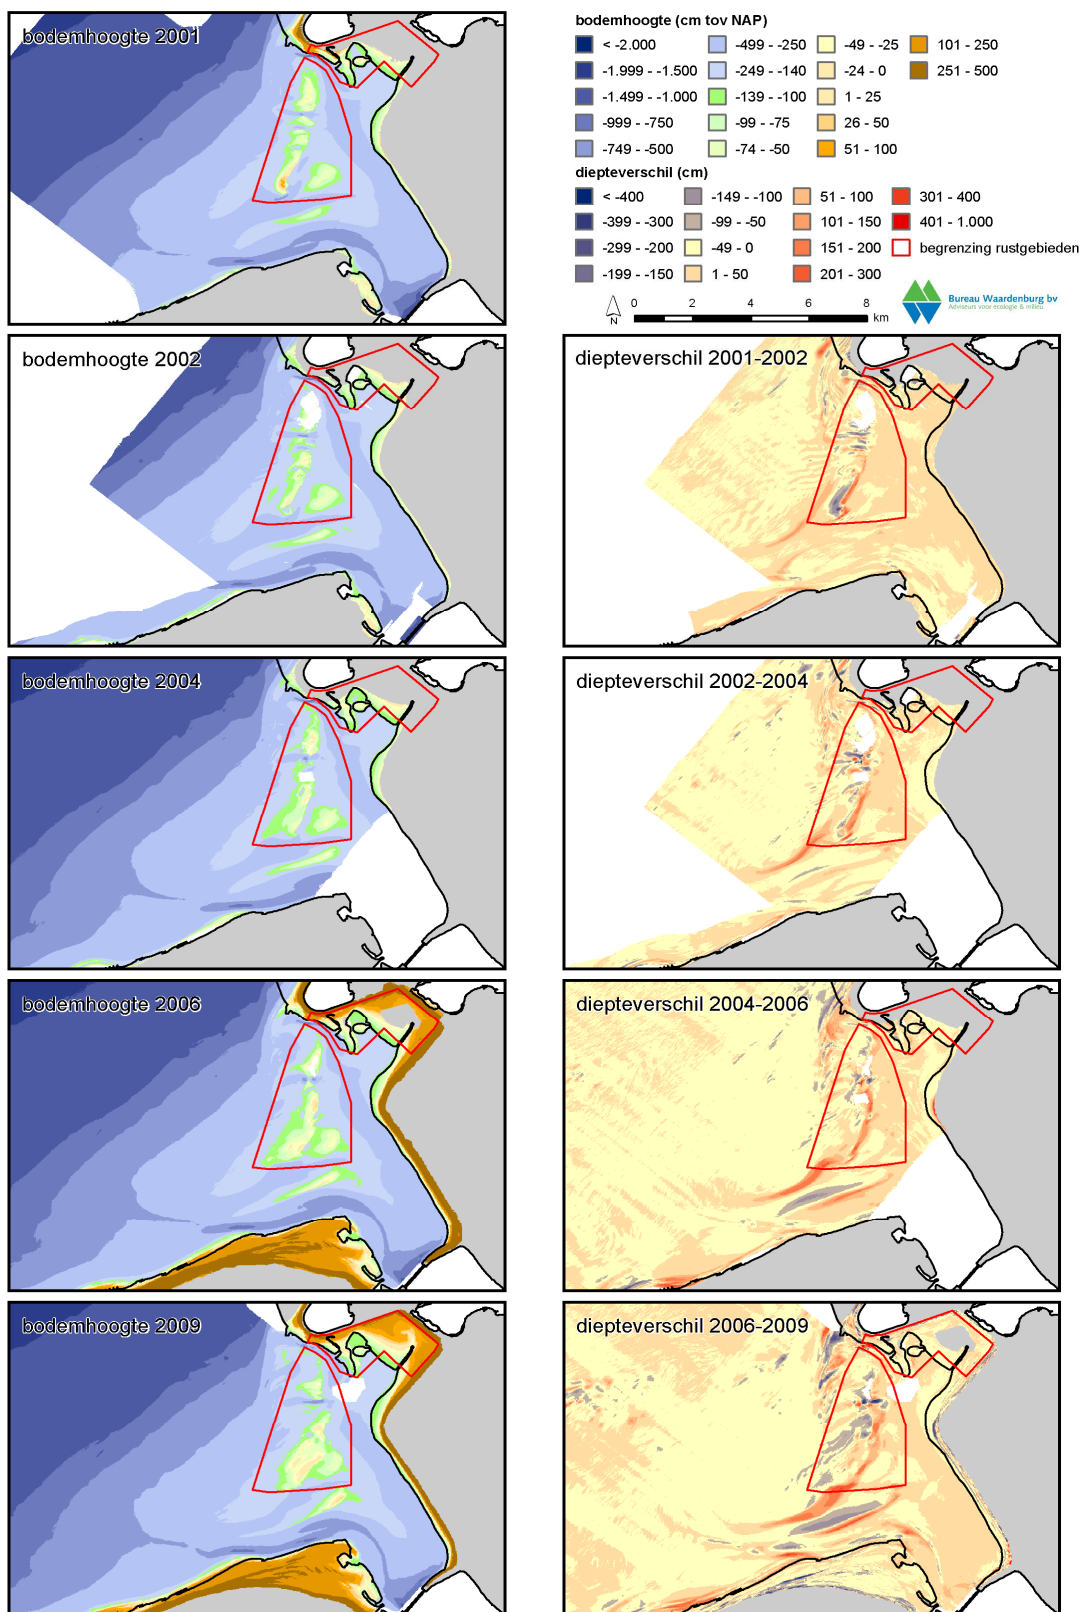 bodemhoogte 2001
bodemhoogte (cm tov NAP)
< -2.000
-1.999 - -1.500
-1.499 - -1.000
-999 - -750
-749 - -500
-499 - -250
-249 - -140
-139 - -100
-99 - -75
-74 - -50
-49 - -25
-24 - 0
1 - 25
26 - 50
51 - 100
101 - 250
251 - 500
diepteverschil (cm)
< -400
-399 - -300
-299 - -200
-199 - -150
-149 - -100
-99 - -50
-49 - 0
1 - 50
51 - 100
101 - 150
151 - 200
201 - 300
301 - 400
401 - 1.000
begrenzing rustgebieden
N
0 2 4 6 8
km
Bureau Waardenburg bv
Adviseurs voor ecologie & milieu
bodemhoogte 2002
diepteverschil 2001-2002
bodemhoogte 2004
diepteverschil 2002-2004
bodemhoogte 2006
diepteverschil 2004-2006
bodemhoogte 2009
diepteverschil 2006-2009